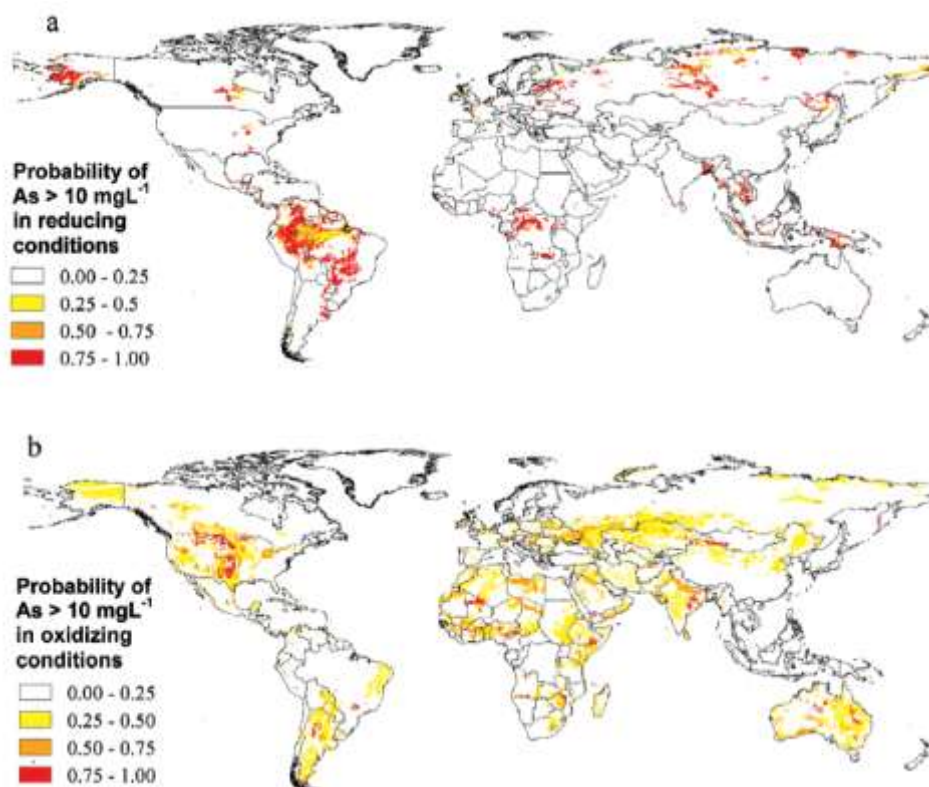 a
Probability of
As > 10 mgL⁻¹
in reducing
conditions
0.00 - 0.25
0.25 - 0.5
0.50 - 0.75
0.75 - 1.00
b
Probability of
As > 10 mgL⁻¹
in oxidizing
conditions
0.00 - 0.25
0.25 - 0.50
0.50 - 0.75
0.75 - 1.00